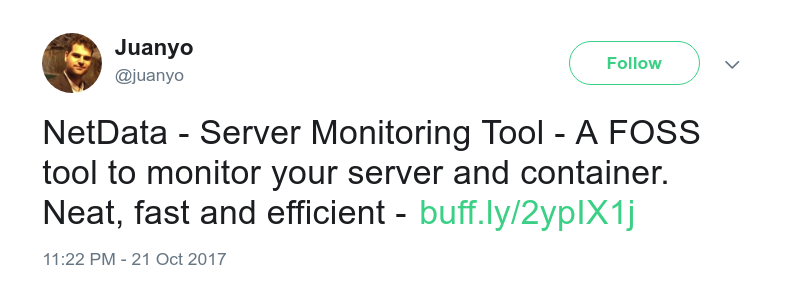 Juanyo
@juanyo
Follow
NetData - Server Monitoring Tool - A FOSS
tool to monitor your server and container.
Neat, fast and efficient - buff.ly/2ypIX1j
11:22 PM - 21 Oct 2017